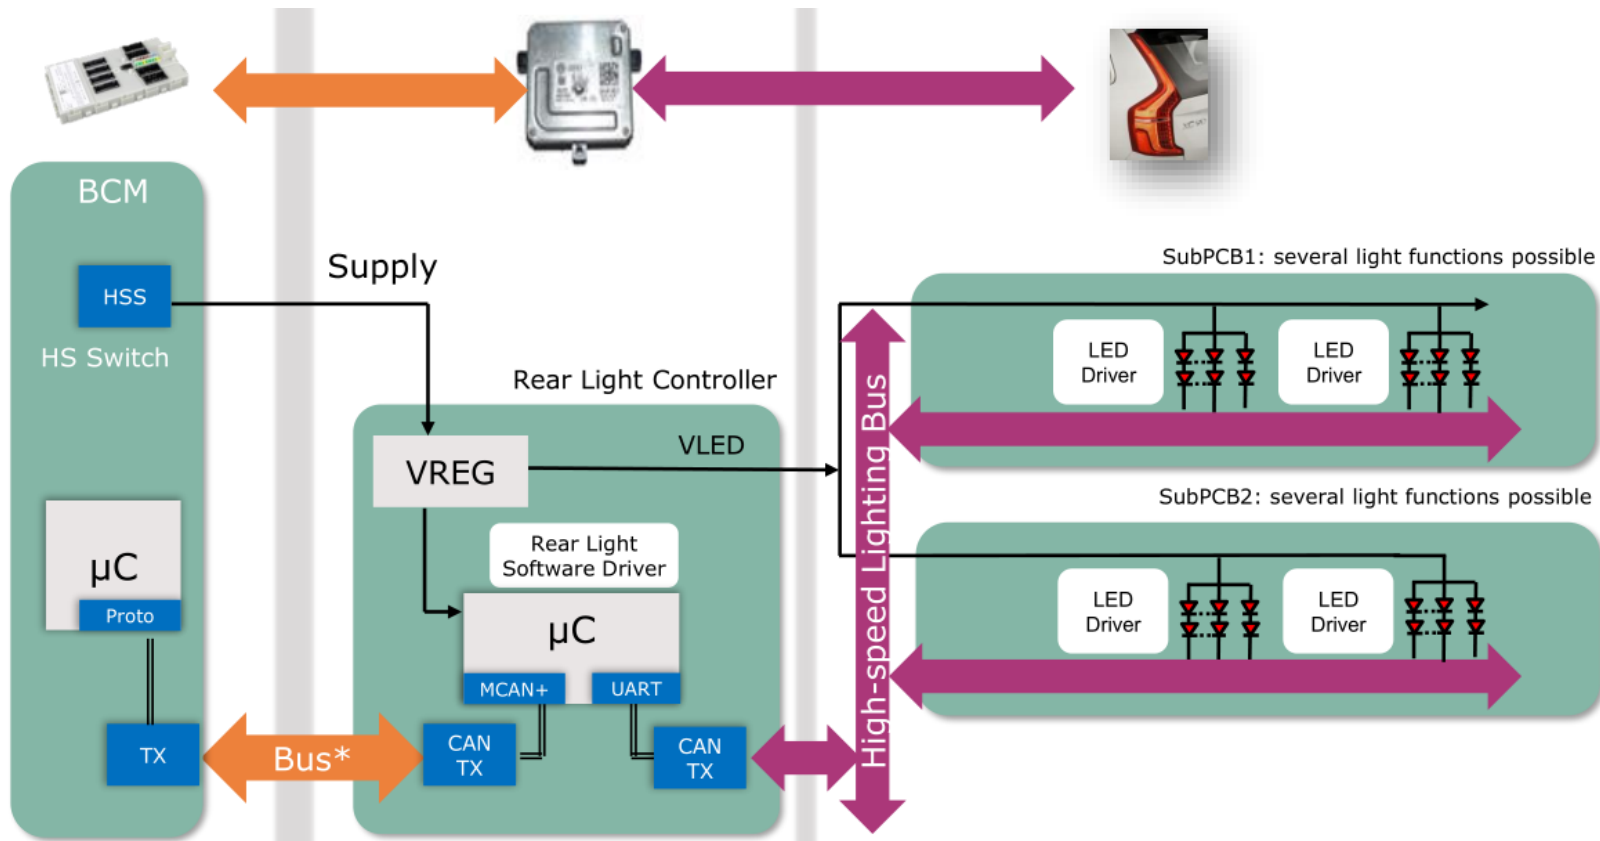 BCM
HSS
HS Switch
µC
Proto
TX
Supply
Bus*
Rear Light Controller
VREG
VLED
Rear Light
Software Driver
µC
MCAN+
UART
CAN
TX
CAN
TX
High-speed Lighting Bus
SubPCB1: several light functions possible
LED
Driver
LED
Driver
SubPCB2: several light functions possible
LED
Driver
LED
Driver